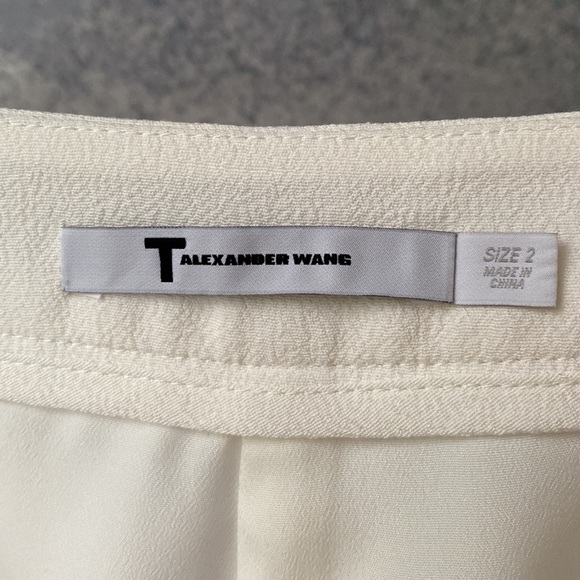 T ALEXANDER WANG
SIZE 2
MADE IN
CHINA